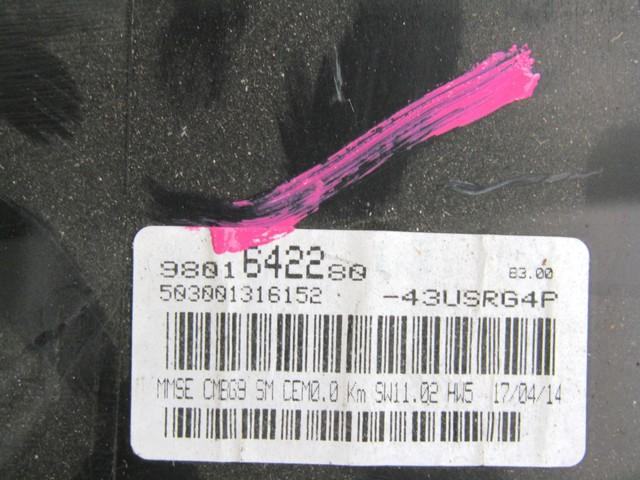 9801642280 83.00
503001316152 -43USRG4P
MMSE CMBG9 SM CEM0.0 Km SW11.02 HW5 17/04/14